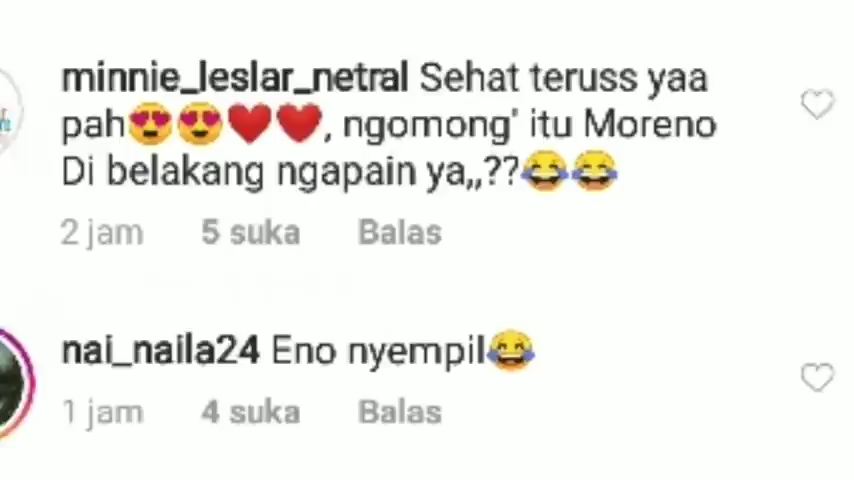 minnie_leslar_netral Sehat teruss yaa
pah😍😍❤️❤️, ngomong' itu Moreno
Di belakang ngapain ya,,??😂😂
2 jam 5 suka Balas
nai_naila24 Eno nyempil😂
1 jam 4 suka Balas